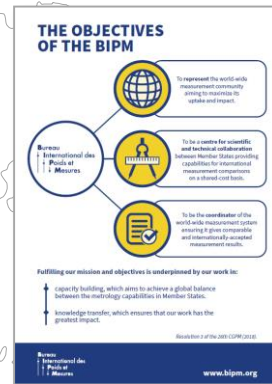 THE OBJECTIVES
OF THE BIPM
To represent the world-wide
measurement community
aiming to maximize its
uptake and impact.
Bureau
International des
Poids et
Mesures
To be a centre for scientific
and technical collaboration
between Member States providing
capabilities for international
measurement comparisons
on a shared-cost basis.
To be the coordinator of the
world-wide measurement system
ensuring it gives comparable
and internationally-accepted
measurement results.
Fulfilling our mission and objectives is underpinned by our work in:
capacity building, which aims to achieve a global balance
between the metrology capabilities in Member States.
knowledge transfer, which ensures that our work has the
greatest impact.
Resolution 2 of the 26th CGPM (2018).
Bureau
International des
Poids et
Mesures
www.bipm.org